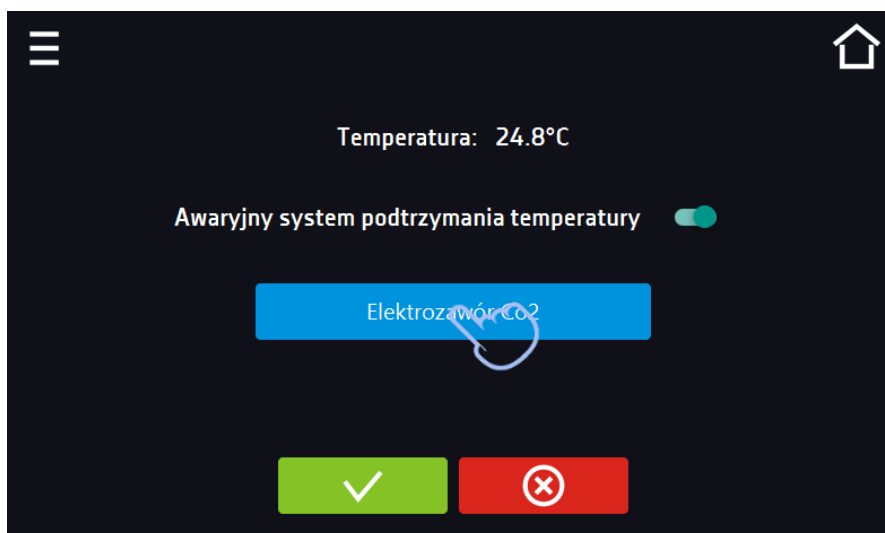 Temperatura: 24.8°C
Awaryjny system podtrzymania temperatury
Elektrozawór Co2